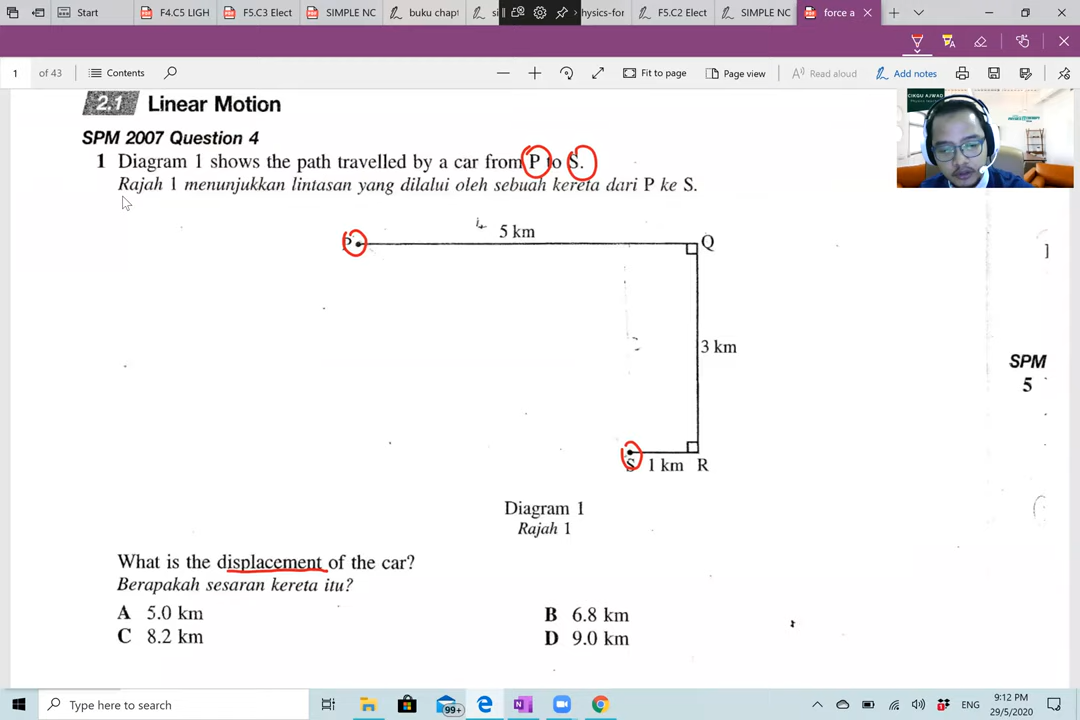 Start
F4.C5 LIGH
F5.C3 Elect
SIMPLE NC
buku chapt
si
hysics-for
F5.C2 Elect
SIMPLE NC
force a
1 of 43
Contents
Fit to page
Page view
Read aloud
Add notes
CIKGU AJWAD
2.1 Linear Motion
SPM 2007 Question 4
1 Diagram 1 shows the path travelled by a car from P to S.
Rajah 1 menunjukkan lintasan yang dilalui oleh sebuah kereta dari P ke S.
P
5 km
Q
3 km
S 1 km R
SPM
5
Diagram 1
Rajah 1
What is the displacement of the car?
Berapakah sesaran kereta itu?
A 5.0 km
B 6.8 km
C 8.2 km
D 9.0 km
Type here to search
99+
ENG
9:12 PM
29/5/2020